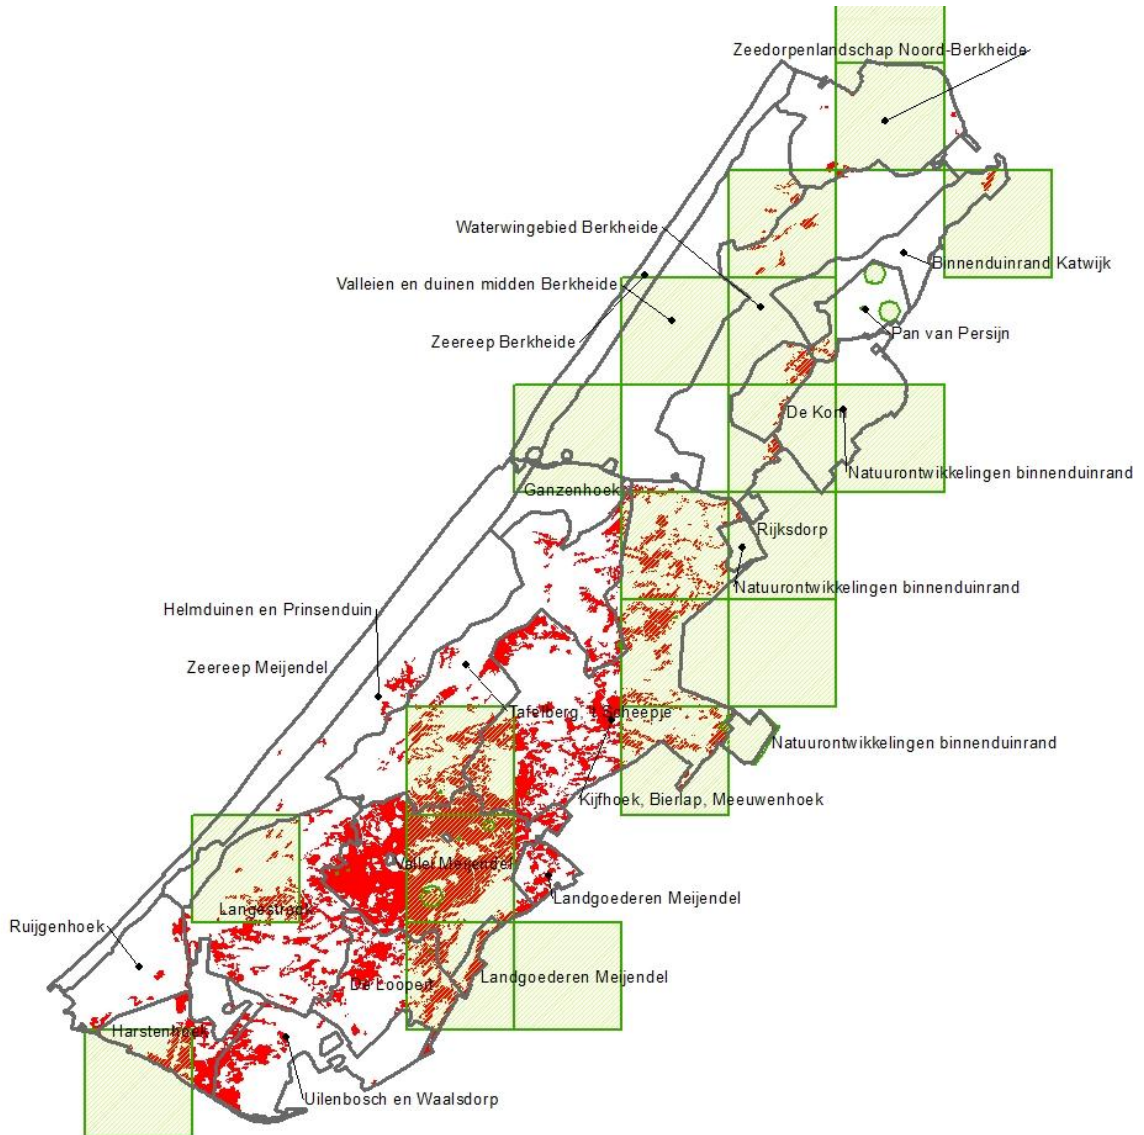 Zeedorpenlandschap Noord-Berkheide
Waterwingebied Berkheide
Binnenduinrand Katwijk
Valleien en duinen midden Berkheide
Pan van Persijn
Zeereep Berkheide
De Kom
Natuurontwikkelingen binnenduinrand
Ganzenhoek
Rijksdorp
Natuurontwikkelingen binnenduinrand
Helmduinen en Prinsenduin
Zeereep Meijendel
Tafelberg, 't Scheepje
Natuurontwikkelingen binnenduinrand
Kijfhoek, Bierlap, Meeuwenhoek
Vallei Meijendel
Landgoederen Meijendel
Langestrook
Ruijgenhoek
Landgoederen Meijendel
De Loopert
Harstenhoek
Uilenbosch en Waalsdorp